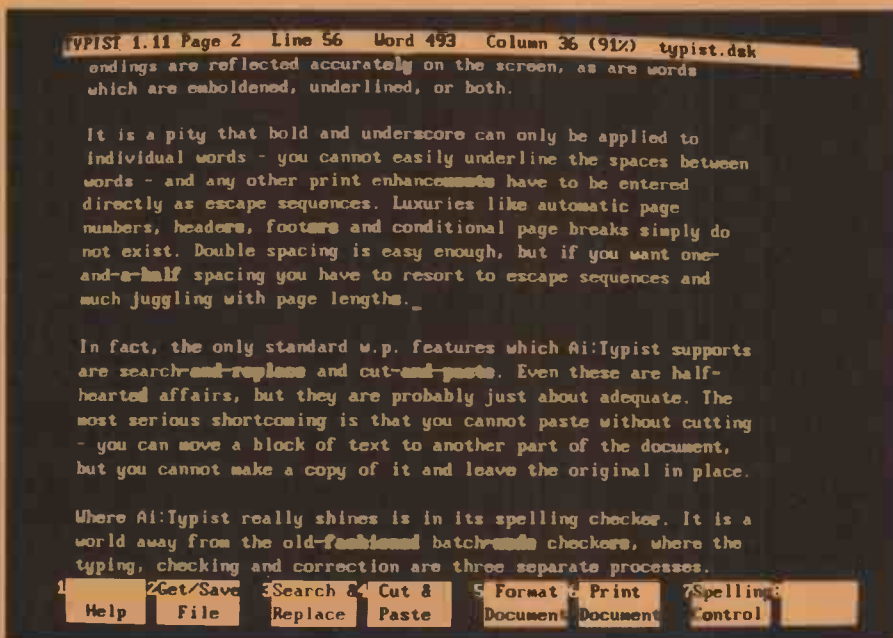 TYPIST 1.11 Page 2 Line 56 Word 493 Column 36 (91%) typist.dsk
endings are reflected accurately on the screen, as are words
which are emboldened, underlined, or both.
It is a pity that bold and underscore can only be applied to
individual words - you cannot easily underline the spaces between
words - and any other print enhancements have to be entered
directly as escape sequences. Luxuries like automatic page
numbers, headers, footers and conditional page breaks simply do
not exist. Double spacing is easy enough, but if you want one-
and-a-half spacing you have to resort to escape sequences and
much juggling with page lengths._
In fact, the only standard w.p. features which Ai:Typist supports
are search-and-replace and cut-and-paste. Even these are half-
hearted affairs, but they are probably just about adequate. The
most serious shortcoming is that you cannot paste without cutting
- you can move a block of text to another part of the document,
but you cannot make a copy of it and leave the original in place.
Where Ai:Typist really shines is in its spelling checker. It is a
world away from the old-fashioned batch-mode checkers, where the
typing, checking and correction are three separate processes.
1 Help 2Get/Save File 3Search & Replace 4 Cut & Paste 5 Format Document 6 Print Document 7Spelling Control 8